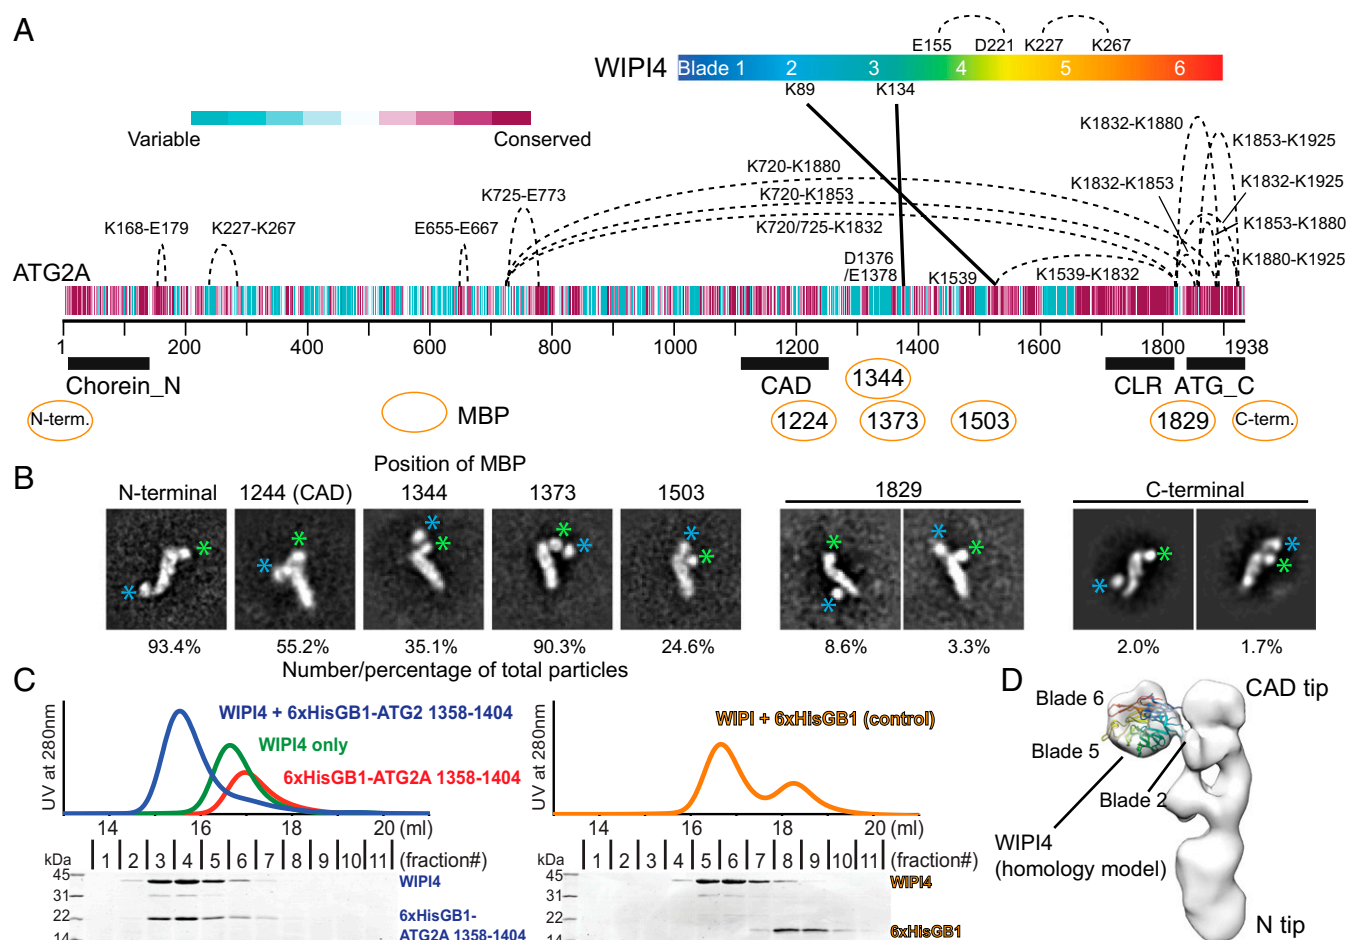 A
E155 D221 K227 K267
WIPI4 Blade 1 2 3 4 5 6
K89 K134
Variable Conserved
K1832-K1880
K1853-K1925
K720-K1880
K1832-K1853
K1832-K1925
K725-E773
K720-K1853
K168-E179 K227-K267 E655-E667
K720/725-K1832
K1853-K1880
D1376
/E1378
K1539
K1539-K1832
K1880-K1925
ATG2A
1 200 400 600 800 1000 1200 1400 1600 1800 1938
Chorein_N CAD CLR ATG_C
1344
N-term. MBP 1224 1373 1503 1829 C-term.
B
Position of MBP
N-terminal 1244 (CAD) 1344 1373 1503 1829 C-terminal
* * * * * * * * * * * * * * * * * *
93.4% 55.2% 35.1% 90.3% 24.6% 8.6% 3.3% 2.0% 1.7%
Number/percentage of total particles
C
UV at 280nm
WIPI4 + 6xHisGB1-ATG2 1358-1404
WIPI4 only
6xHisGB1-ATG2A 1358-1404
14 16 18 20 (ml)
kDa 1 2 3 4 5 6 7 8 9 10 11 (fraction#)
45 WIPI4
31
22 6xHisGB1-
14 ATG2A 1358-1404
UV at 280nm
WIPI + 6xHisGB1 (control)
14 16 18 20 (ml)
kDa 1 2 3 4 5 6 7 8 9 10 11 (fraction#)
45 WIPI4
31
22
14 6xHisGB1
D
CAD tip
Blade 6
Blade 5
Blade 2
WIPI4
(homology model)
N tip